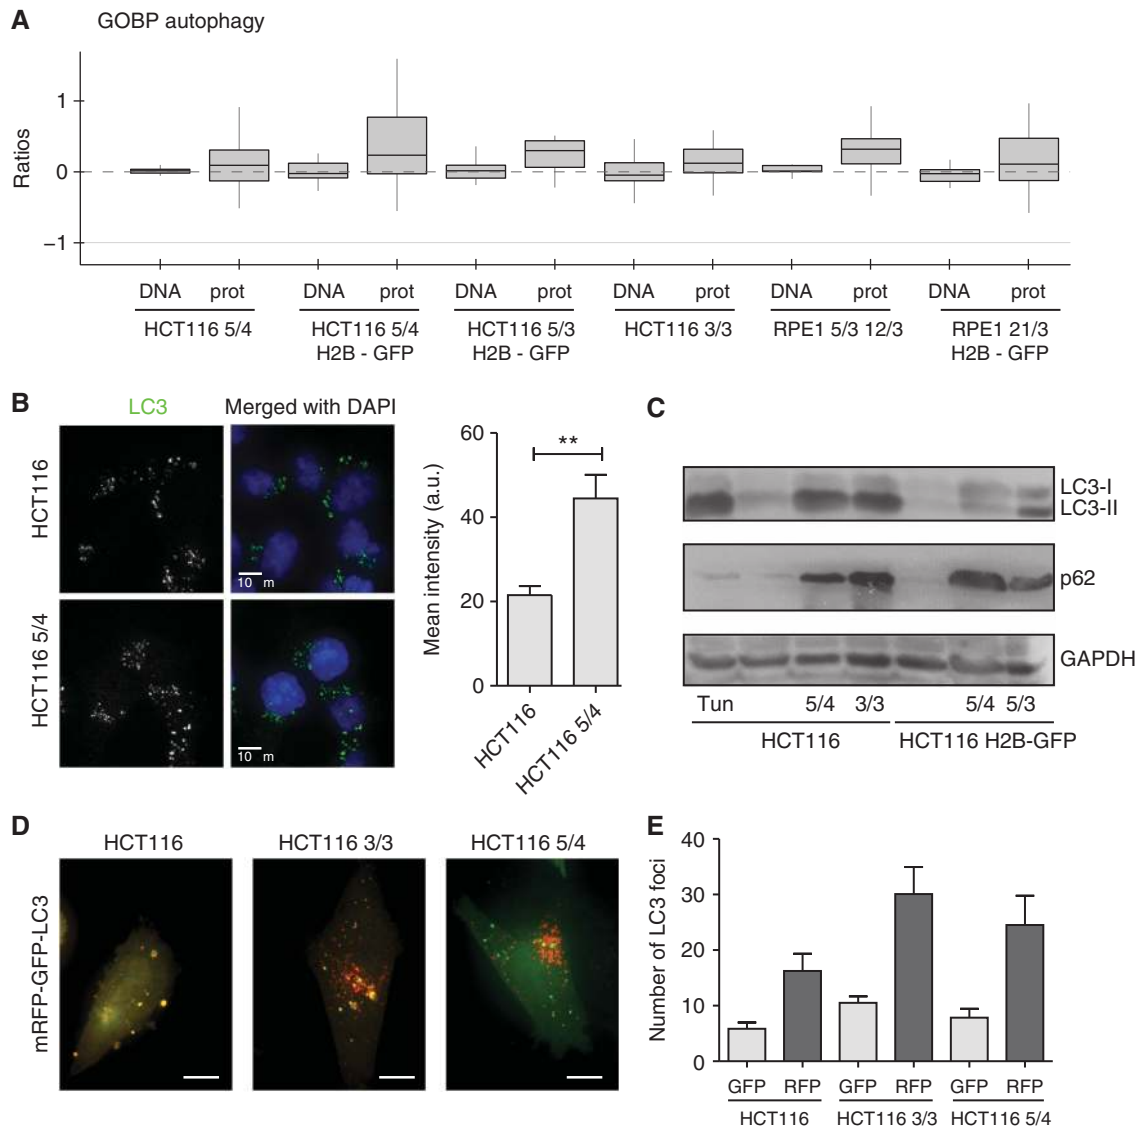 A GOBP autophagy
Ratios
1
0
−1
DNA prot DNA prot DNA prot DNA prot DNA prot DNA prot
HCT116 5/4 HCT116 5/4 HCT116 5/3 HCT116 3/3 RPE1 5/3 12/3 RPE1 21/3
H2B - GFP H2B - GFP H2B - GFP
B
LC3 Merged with DAPI
HCT116
10 m
HCT116 5/4
10 m
Mean intensity (a.u.)
60
40
20
0
**
HCT116
HCT116 5/4
C
LC3-I
LC3-II
p62
GAPDH
Tun 5/4 3/3 5/4 5/3
HCT116 HCT116 H2B-GFP
D
HCT116 HCT116 3/3 HCT116 5/4
mRFP-GFP-LC3
E
Number of LC3 foci
40
30
20
10
0
GFP RFP GFP RFP GFP RFP
HCT116 HCT116 3/3 HCT116 5/4